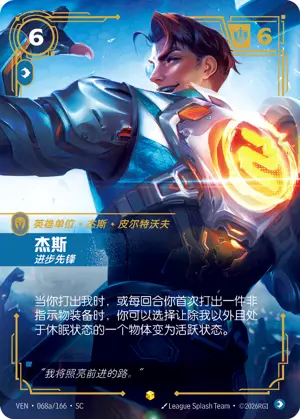 6
6
英雄单位·杰斯·皮尔特沃夫
杰斯
进步先锋
当你打出我时，或每回合你首次打出一件非
指示物装备时，你可以选择让除我以外且处
于休眠状态的一个物体变为活跃状态。
"我将照亮前进的路。"
VEN · 068a/166 · SC
League Splash Team · ©2026RGI